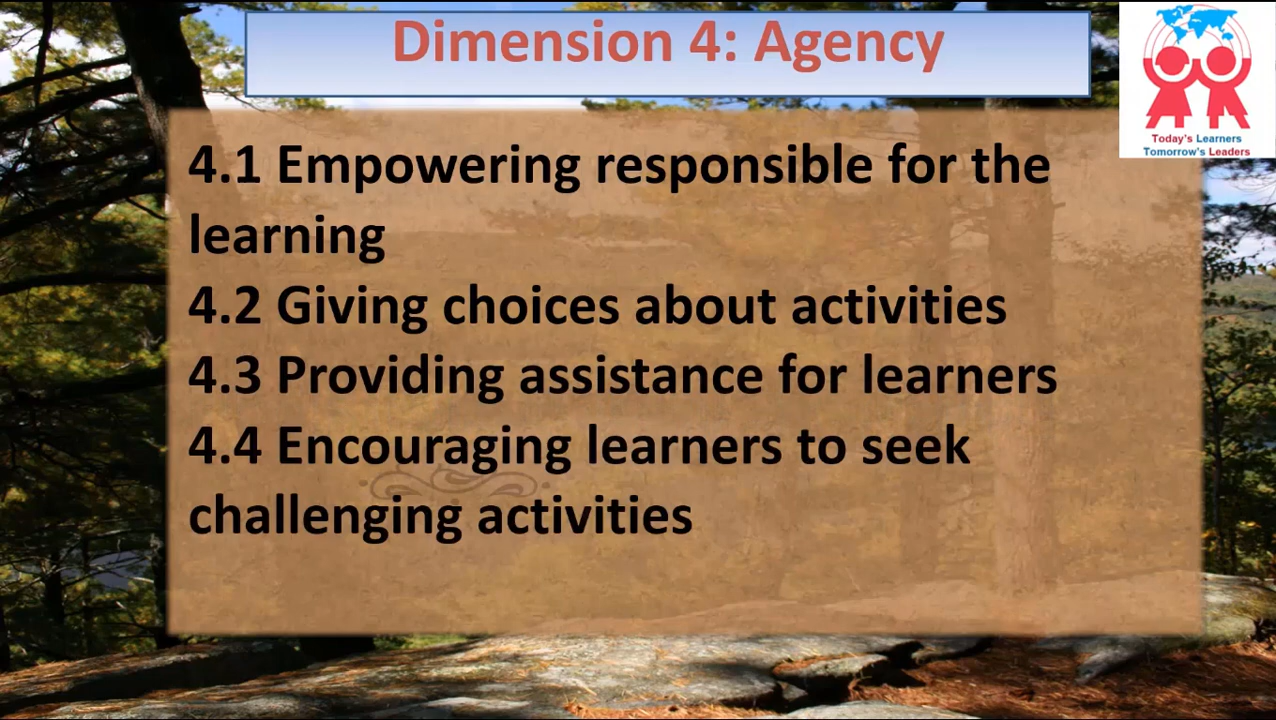 Dimension 4: Agency
Today's Learners
Tomorrow's Leaders
4.1 Empowering responsible for the
learning
4.2 Giving choices about activities
4.3 Providing assistance for learners
4.4 Encouraging learners to seek
challenging activities